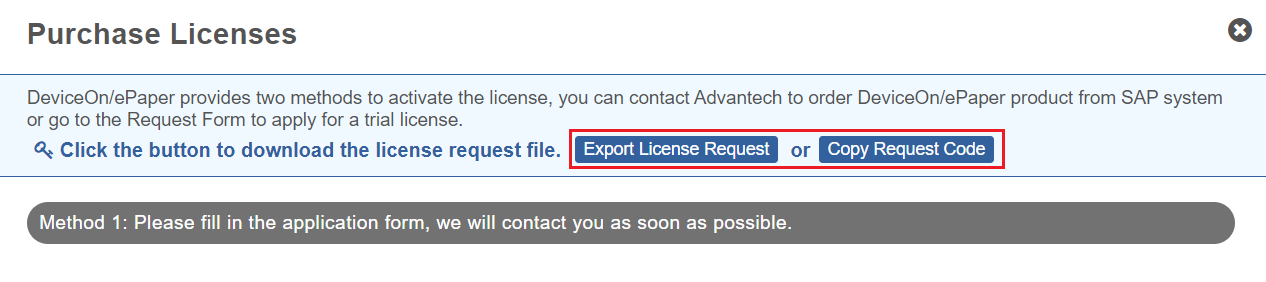 Purchase Licenses
DeviceOn/ePaper provides two methods to activate the license, you can contact Advantech to order DeviceOn/ePaper product from SAP system
or go to the Request Form to apply for a trial license.
Click the button to download the license request file. Export License Request or Copy Request Code
Method 1: Please fill in the application form, we will contact you as soon as possible.